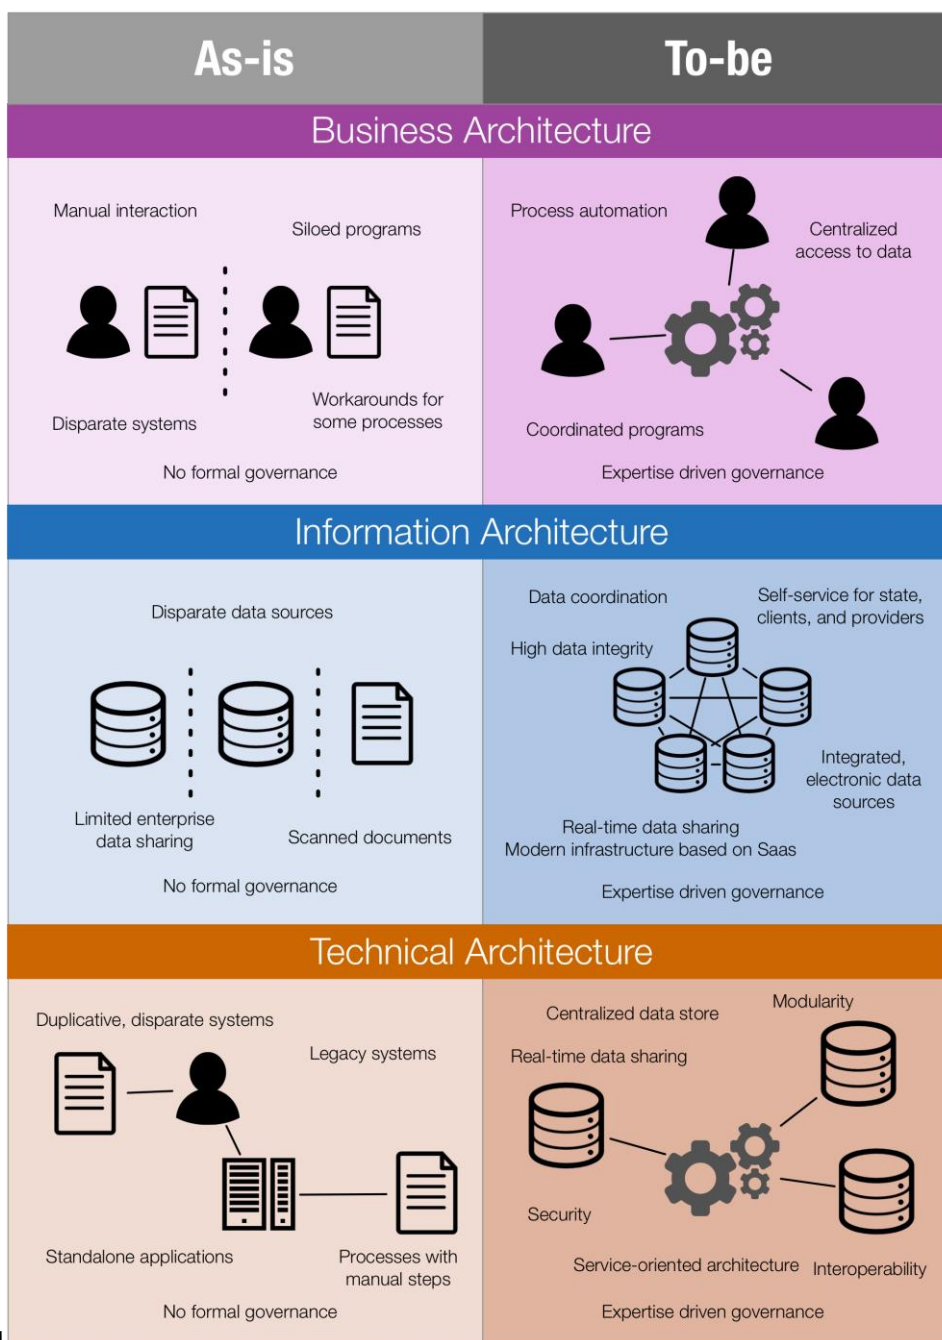 As-is
To-be
Business Architecture
Manual interaction
Siloed programs
Disparate systems
Workarounds for
some processes
No formal governance
Process automation
Centralized
access to data
Coordinated programs
Expertise driven governance
Information Architecture
Disparate data sources
Limited enterprise
data sharing
Scanned documents
No formal governance
Data coordination
Self-service for state,
clients, and providers
High data integrity
Integrated,
electronic data
sources
Real-time data sharing
Modern infrastructure based on Saas
Expertise driven governance
Technical Architecture
Duplicative, disparate systems
Legacy systems
Standalone applications
Processes with
manual steps
No formal governance
Centralized data store
Modularity
Real-time data sharing
Security
Service-oriented architecture
Interoperability
Expertise driven governance